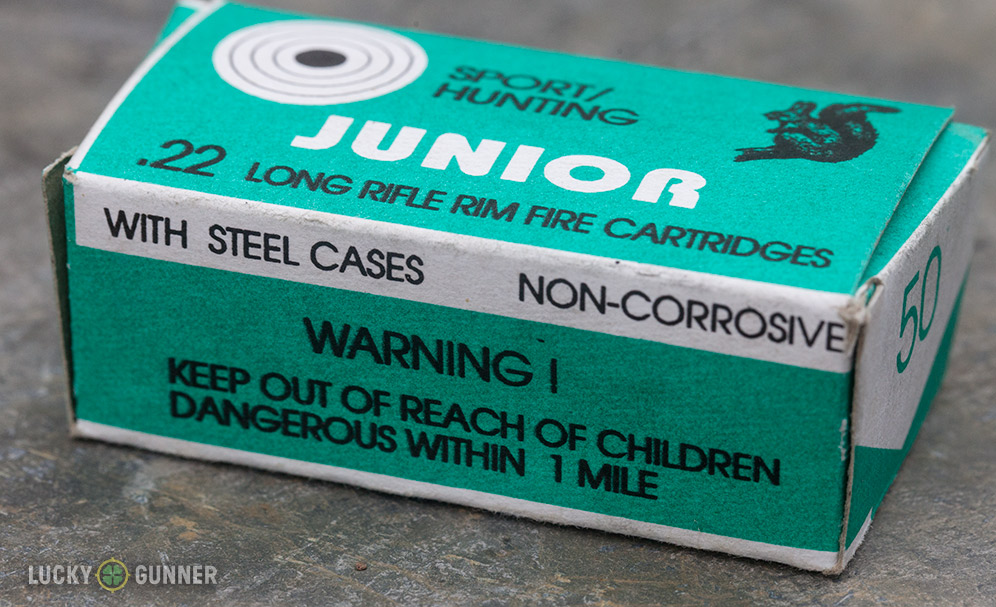 SPORT/
HUNTING
JUNIOR
.22 LONG RIFLE RIM FIRE CARTRIDGES
WITH STEEL CASES NON-CORROSIVE
50
WARNING !
KEEP OUT OF REACH OF CHILDREN
DANGEROUS WITHIN 1 MILE
LUCKY GUNNER